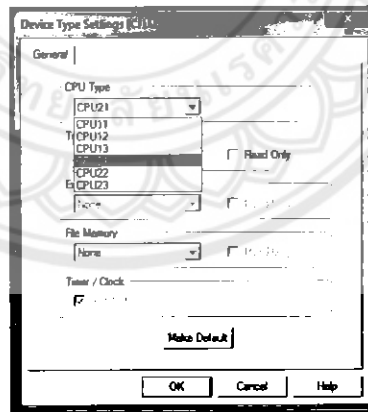 Device Type Settings
General
CPU Type
CPU21
CPU11
CPU12
CPU13
CPU22
CPU23
Read Only
None
File Memory
None
Timer / Clock
Make Default
OK Cancel Help